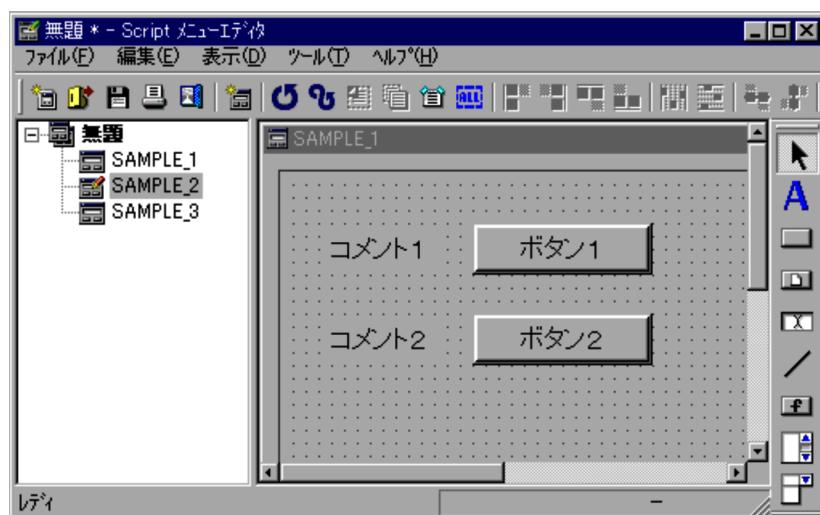 無題 * - Script ﾒﾆｭｰｴﾃﾞｨﾀ
ﾌｧｲﾙ(F) 編集(E) 表示(D) ﾂｰﾙ(T) ﾍﾙﾌﾟ(H)
ALL
無題
SAMPLE_1
SAMPLE_2
SAMPLE_3
SAMPLE_1
コメント1 ボタン1
コメント2 ボタン2
A
f
ﾚﾃﾞｨ